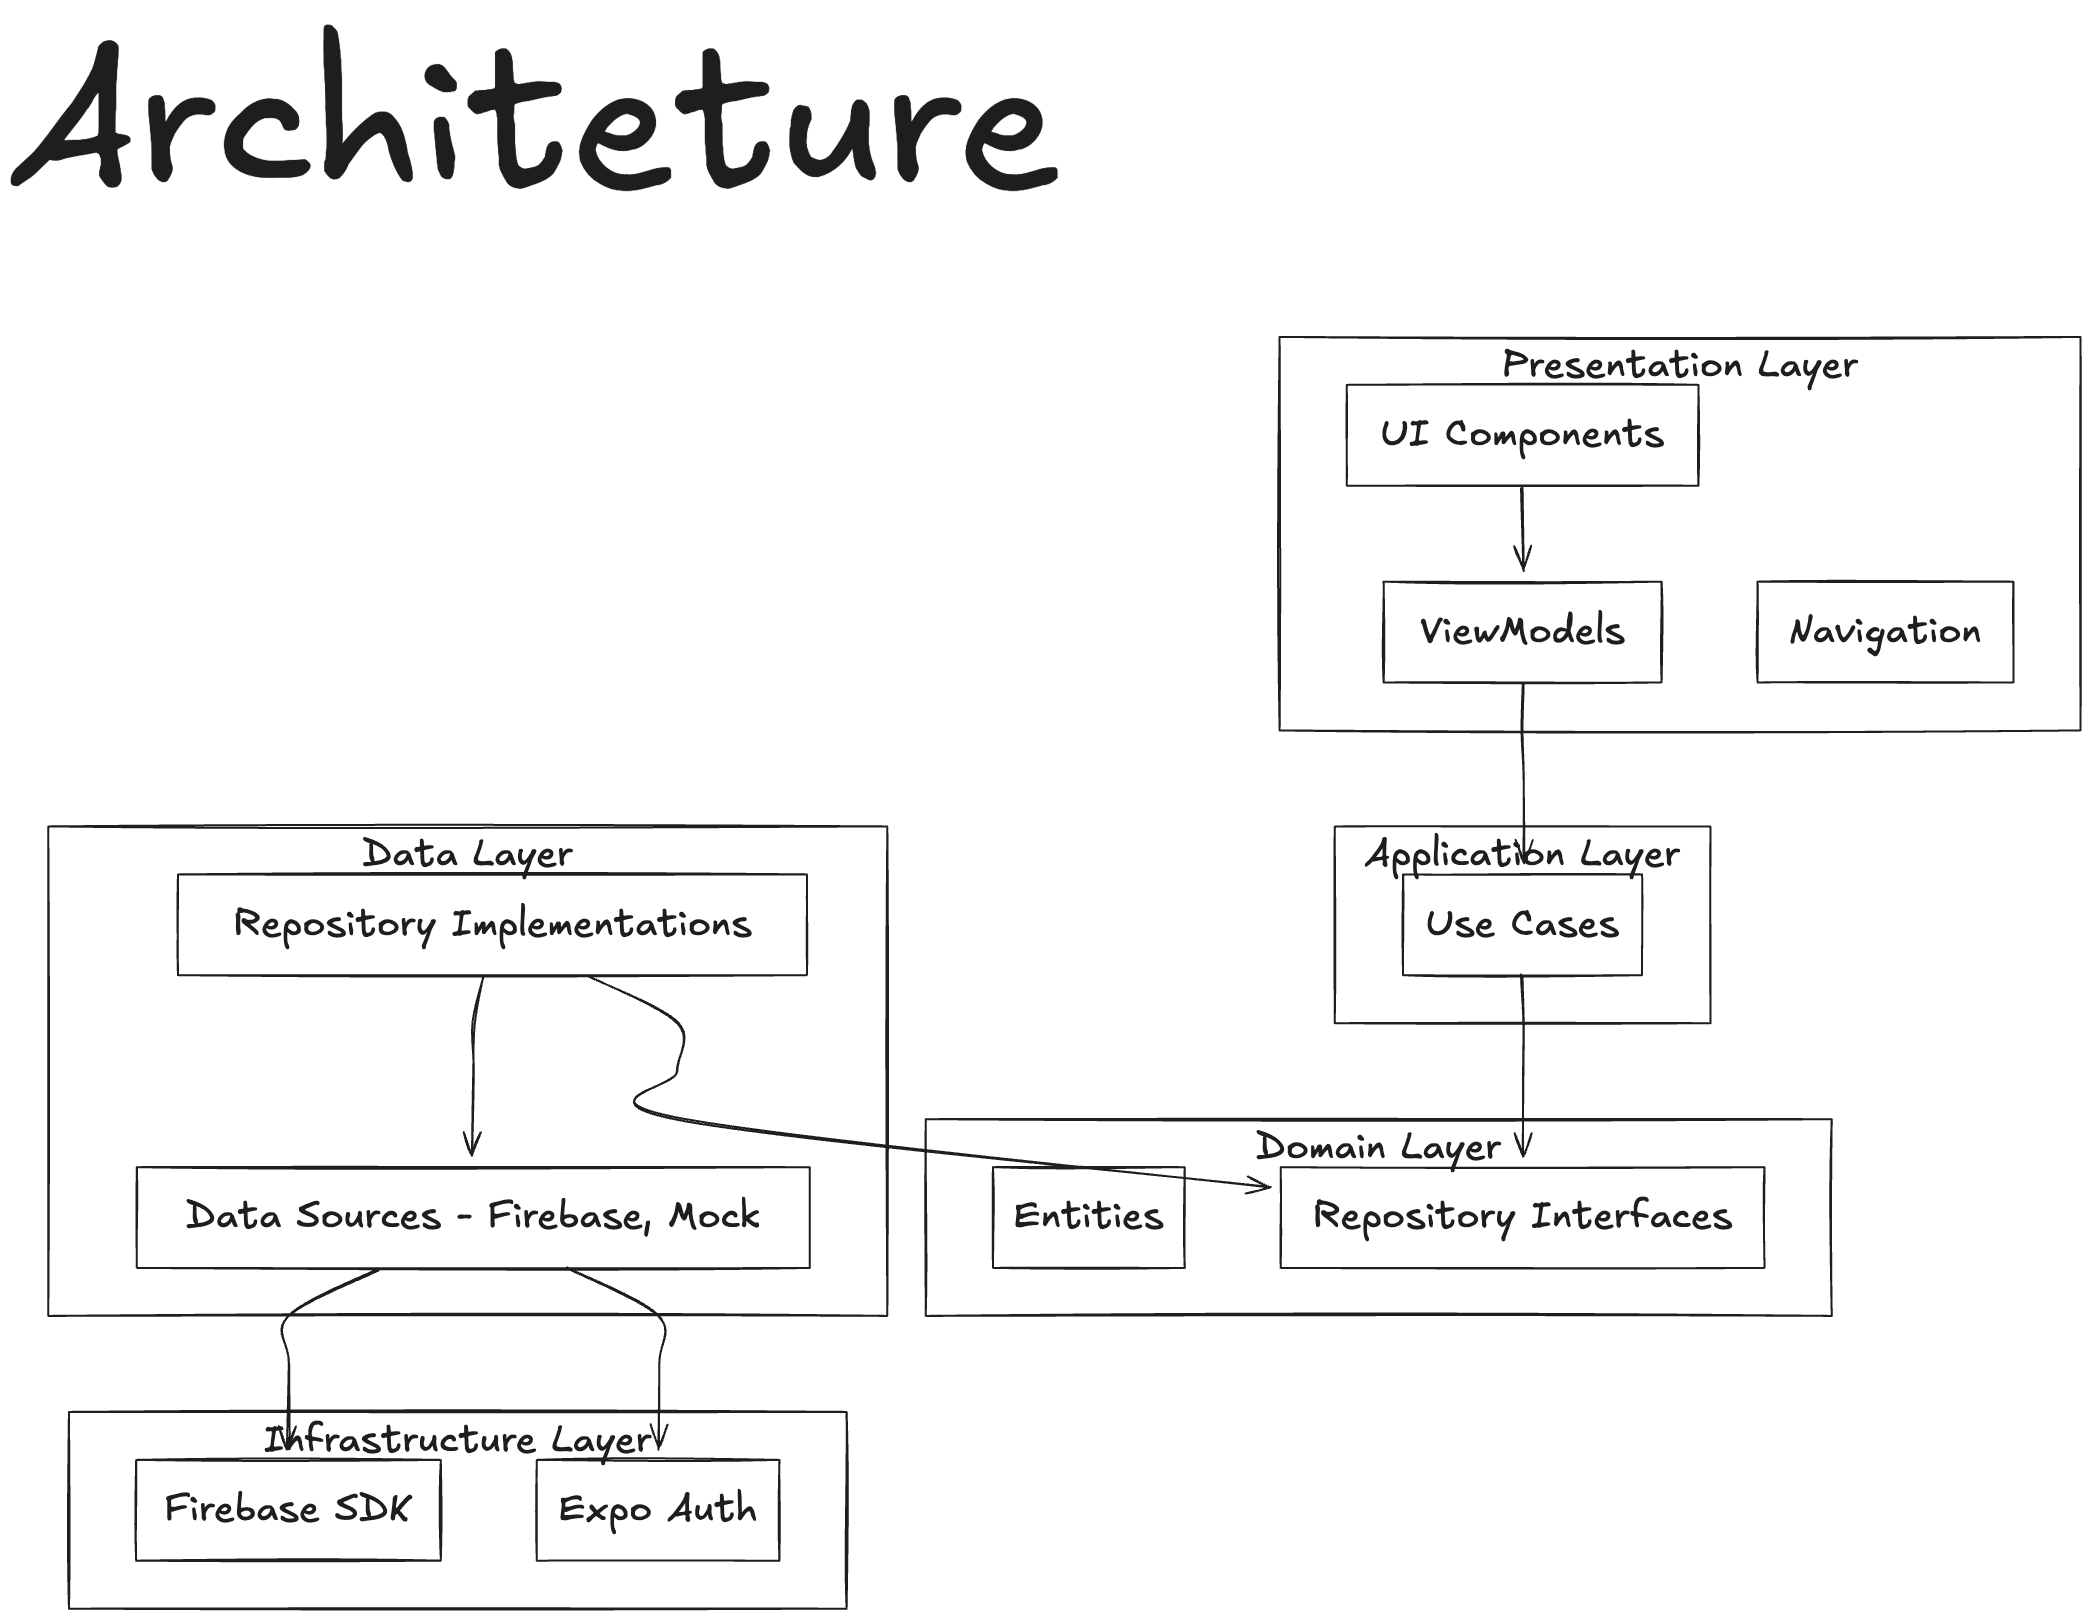 Architeture
Presentation Layer
UI Components
ViewModels
Navigation
Data Layer
Repository Implementations
Application Layer
Use Cases
Domain Layer
Data Sources - Firebase, Mock
Entities
Repository Interfaces
Infrastructure Layer
Firebase SDK
Expo Auth